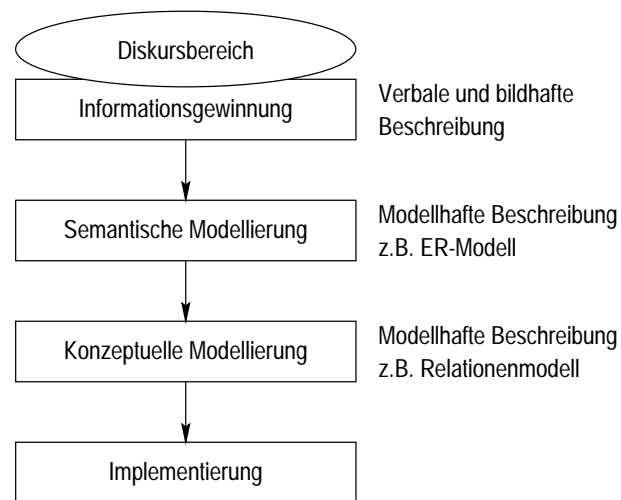 Diskursbereich
Informationsgewinnung
Verbale und bildhafte
Beschreibung
Semantische Modellierung
Modellhafte Beschreibung
z.B. ER-Modell
Konzeptuelle Modellierung
Modellhafte Beschreibung
z.B. Relationenmodell
Implementierung